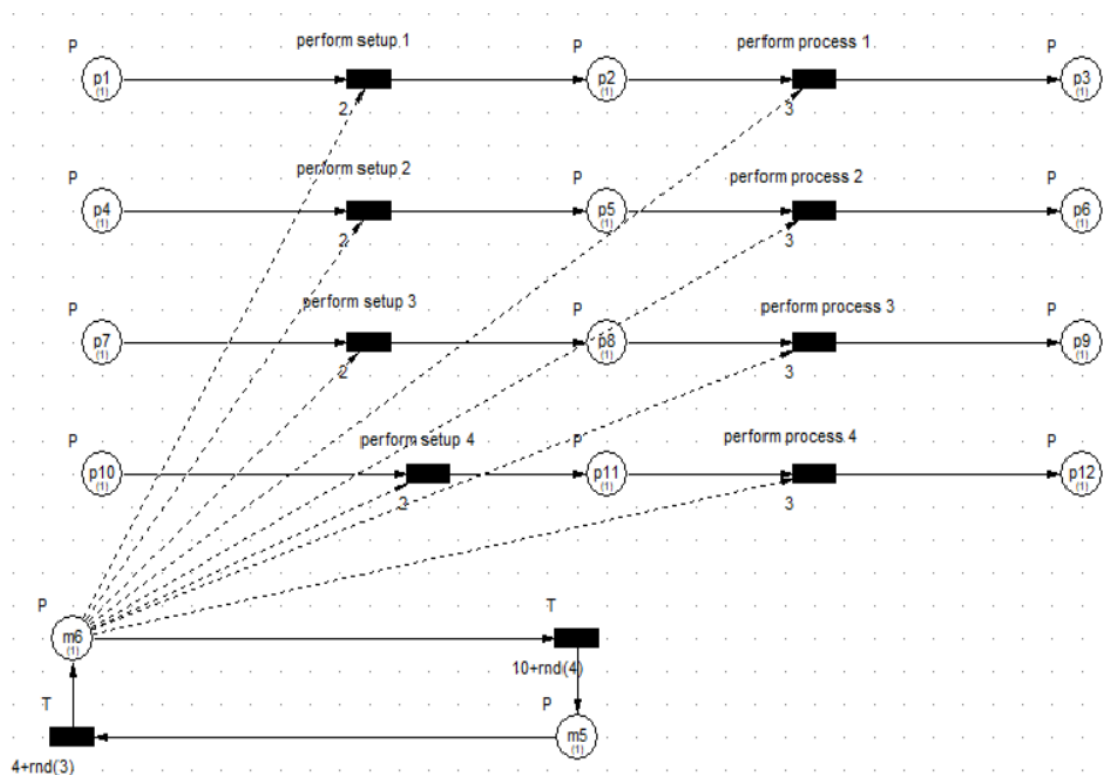 perform setup 1
perform process 1
P
P
P
p1
(1)
p2
(1)
p3
(1)
2
3
perform setup 2
perform process 2
P
P
P
p4
(1)
p5
(1)
p6
(1)
2
3
perform setup 3
perform process 3
P
P
P
p7
(1)
p8
(1)
p9
(1)
2
3
perform setup 4
perform process 4
P
P
P
p10
(1)
p11
(1)
p12
(1)
2
3
P
T
m6
(1)
10+rnd(4)
T
P
m5
(1)
4+rnd(3)